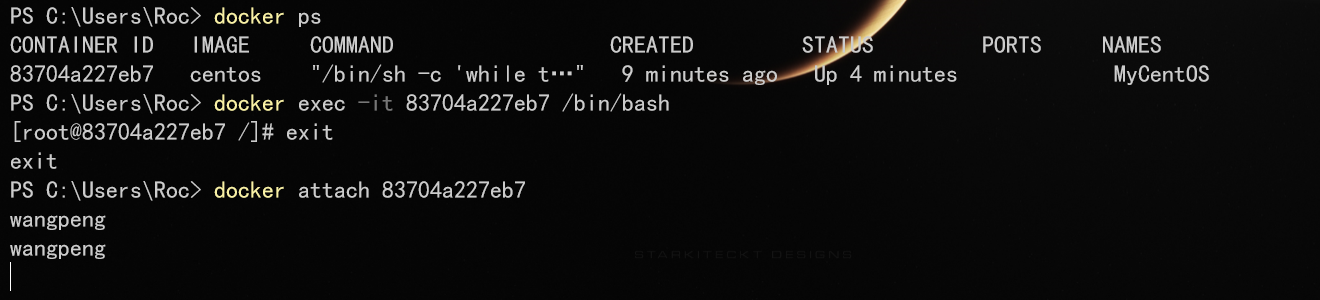 PS C:\Users\Roc> docker ps
CONTAINER ID   IMAGE     COMMAND                  CREATED         STATUS         PORTS     NAMES
83704a227eb7   centos    "/bin/sh -c 'while t…"   9 minutes ago   Up 4 minutes             MyCentOS
PS C:\Users\Roc> docker exec -it 83704a227eb7 /bin/bash
[root@83704a227eb7 /]# exit
exit
PS C:\Users\Roc> docker attach 83704a227eb7
wangpeng
wangpeng
STARKITECKT DESIGNS